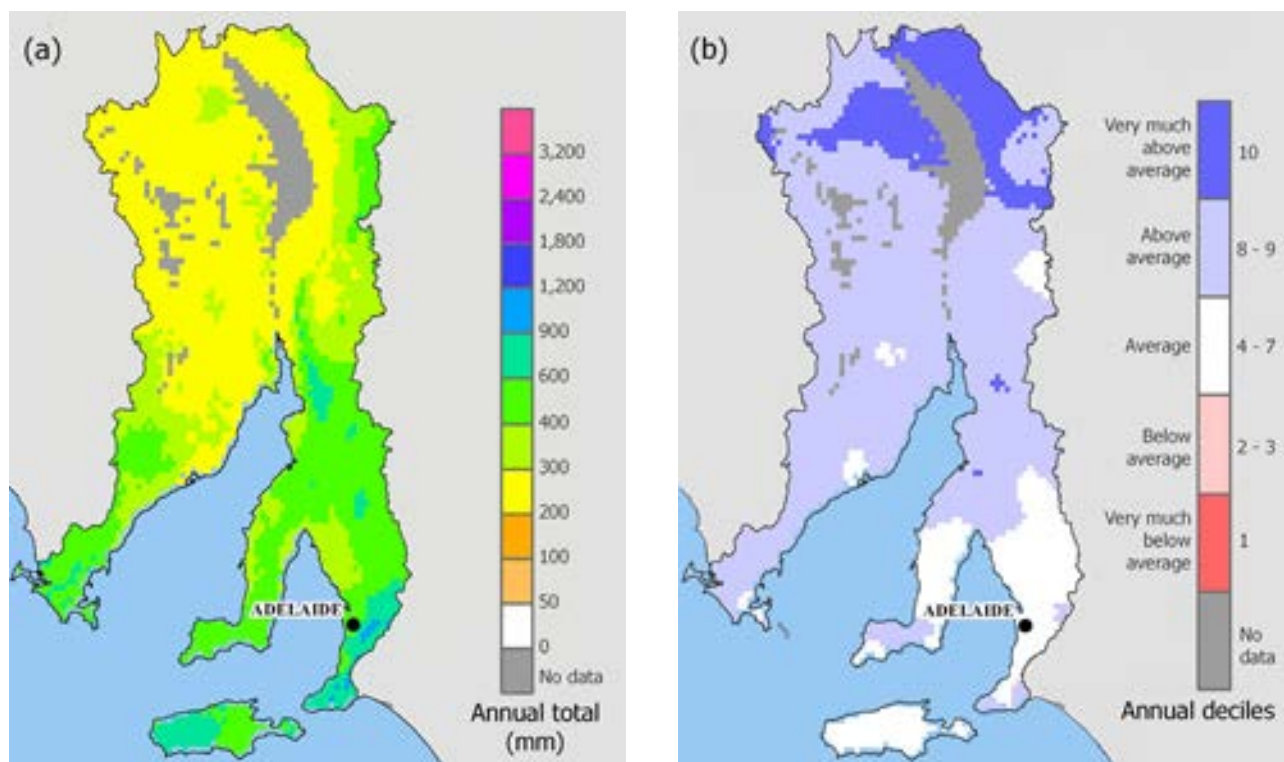 (a)
3,200
2,400
1,800
1,200
900
600
400
300
200
100
50
0
No data
Annual total
(mm)
ADELAIDE
(b)
Very much
above
average
10
Above
average
8 - 9
Average
4 - 7
Below
average
2 - 3
Very much
below
average
1
No
data
Annual deciles
ADELAIDE